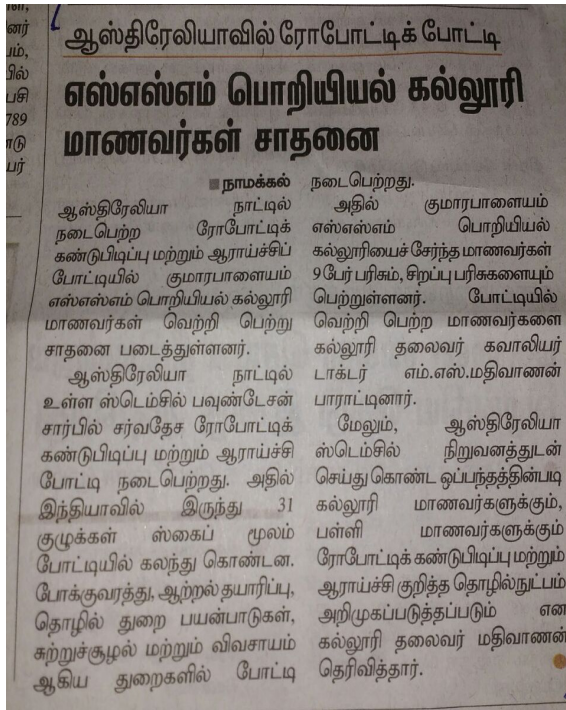 ஆஸ்திரேலியாவில் ரோபோட்டிக் போட்டி
எஸ்எஸ்எம் பொறியியல் கல்லூரி
மாணவர்கள் சாதனை
நாமக்கல்
ஆஸ்திரேலியா நாட்டில்
நடைபெற்ற ரோபோட்டிக்
கண்டுபிடிப்பு மற்றும் ஆராய்ச்சிப்
போட்டியில் குமாரபாளையம்
எஸ்எஸ்எம் பொறியியல் கல்லூரி
மாணவர்கள் வெற்றி பெற்று
சாதனை படைத்துள்ளனர்.
ஆஸ்திரேலியா நாட்டில்
உள்ள ஸ்டெம்சில் பவுண்டேசன்
சார்பில் சர்வதேச ரோபோட்டிக்
கண்டுபிடிப்பு மற்றும் ஆராய்ச்சி
போட்டி நடைபெற்றது. அதில்
இந்தியாவில் இருந்து 31
குழுக்கள் ஸ்கைப் மூலம்
போட்டியில் கலந்து கொண்டன.
போக்குவரத்து, ஆற்றல் தயாரிப்பு,
தொழில் துறை பயன்பாடுகள்,
சுற்றுச்சூழல் மற்றும் விவசாயம்
ஆகிய துறைகளில் போட்டி
நடைபெற்றது.
அதில் குமாரபாளையம்
எஸ்எஸ்எம் பொறியியல்
கல்லூரியைச் சேர்ந்த மாணவர்கள்
9 பேர் பரிசும், சிறப்பு பரிசுகளையும்
பெற்றுள்ளனர். போட்டியில்
வெற்றி பெற்ற மாணவர்களை
கல்லூரி தலைவர் கவாலியர்
டாக்டர் எம்.எஸ்.மதிவாணன்
பாராட்டினார்.
மேலும், ஆஸ்திரேலியா
ஸ்டெம்சில் நிறுவனத்துடன்
செய்து கொண்ட ஒப்பந்தத்தின்படி
கல்லூரி மாணவர்களுக்கும்,
பள்ளி மாணவர்களுக்கும்
ரோபோட்டிக் கண்டுபிடிப்பு மற்றும்
ஆராய்ச்சி குறித்த தொழில்நுட்பம்
அறிமுகப்படுத்தப்படும் என
கல்லூரி தலைவர் மதிவாணன்
தெரிவித்தார்.